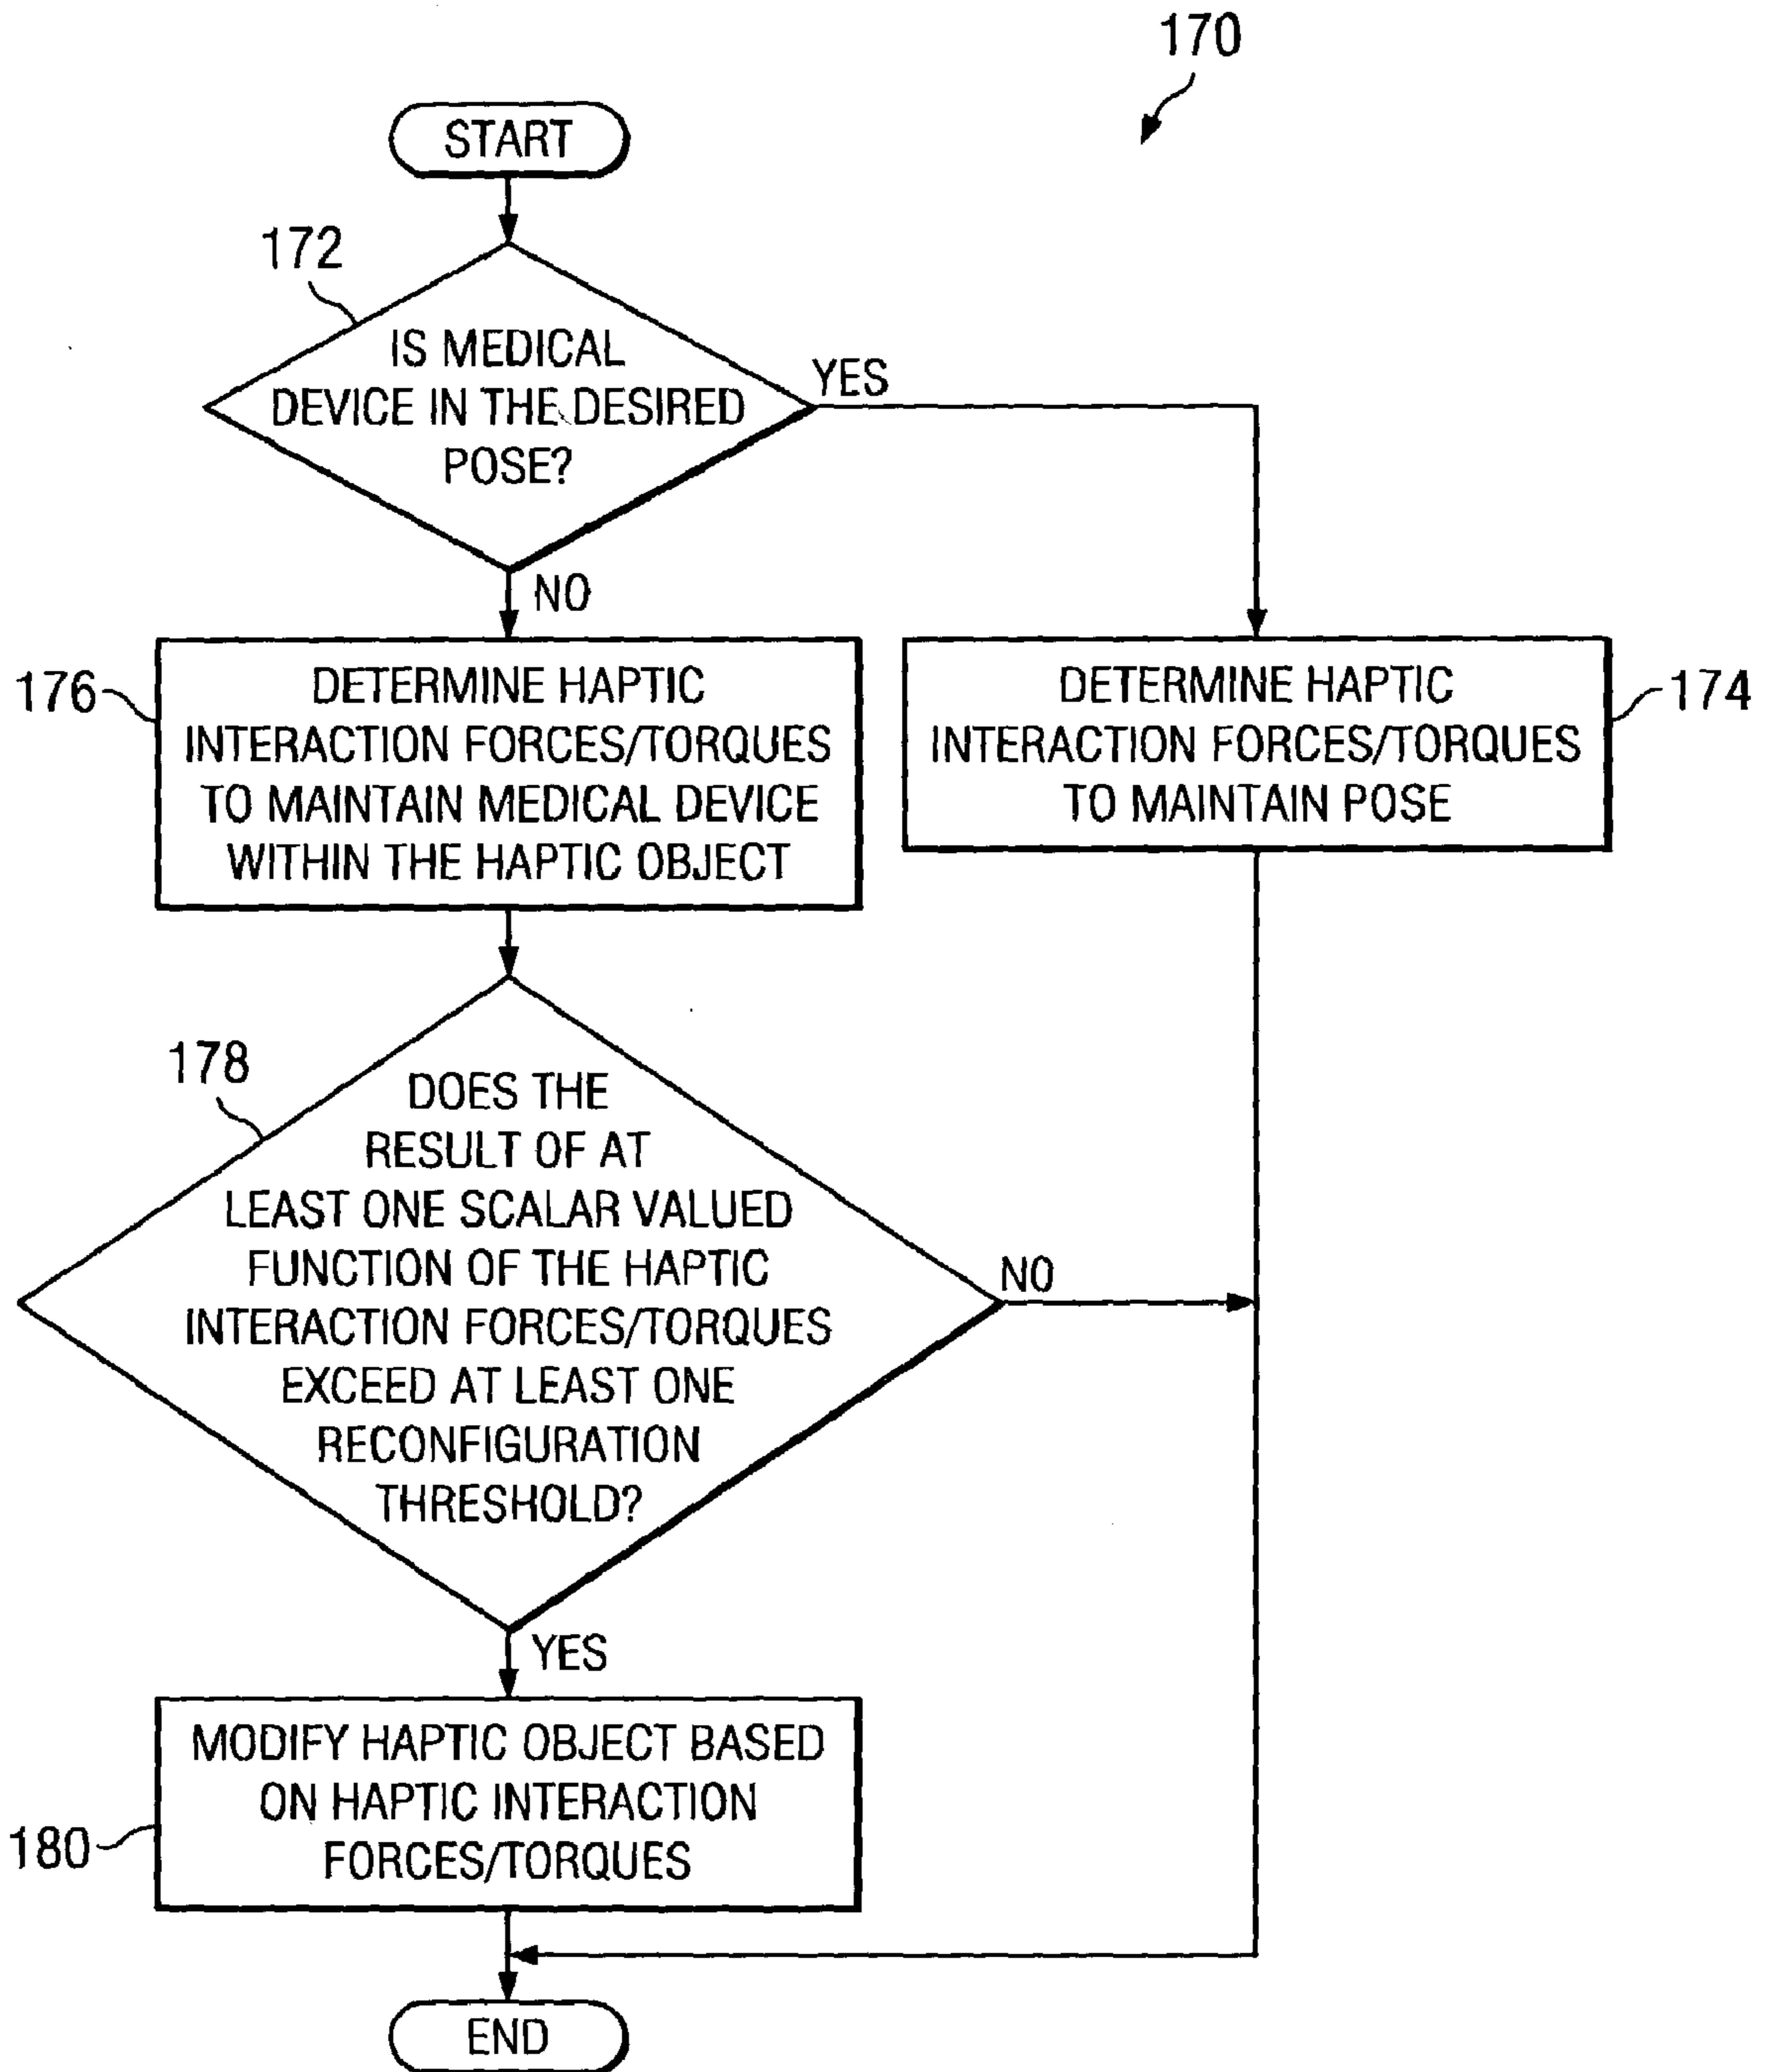 170
START
172
IS MEDICAL
DEVICE IN THE DESIRED
POSE?
YES
NO
176
DETERMINE HAPTIC
INTERACTION FORCES/TORQUES
TO MAINTAIN MEDICAL DEVICE
WITHIN THE HAPTIC OBJECT
DETERMINE HAPTIC
INTERACTION FORCES/TORQUES
TO MAINTAIN POSE
174
178
DOES THE
RESULT OF AT
LEAST ONE SCALAR VALUED
FUNCTION OF THE HAPTIC
INTERACTION FORCES/TORQUES
EXCEED AT LEAST ONE
RECONFIGURATION
THRESHOLD?
NO
YES
MODIFY HAPTIC OBJECT BASED
ON HAPTIC INTERACTION
FORCES/TORQUES
180
END